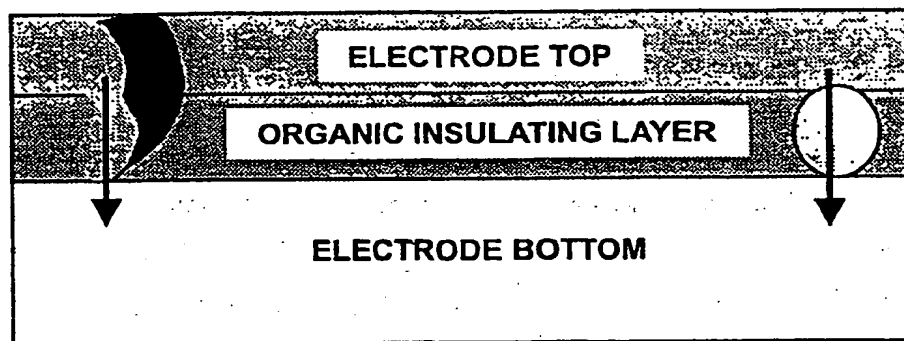 ELECTRODE TOP
ORGANIC INSULATING LAYER
ELECTRODE BOTTOM